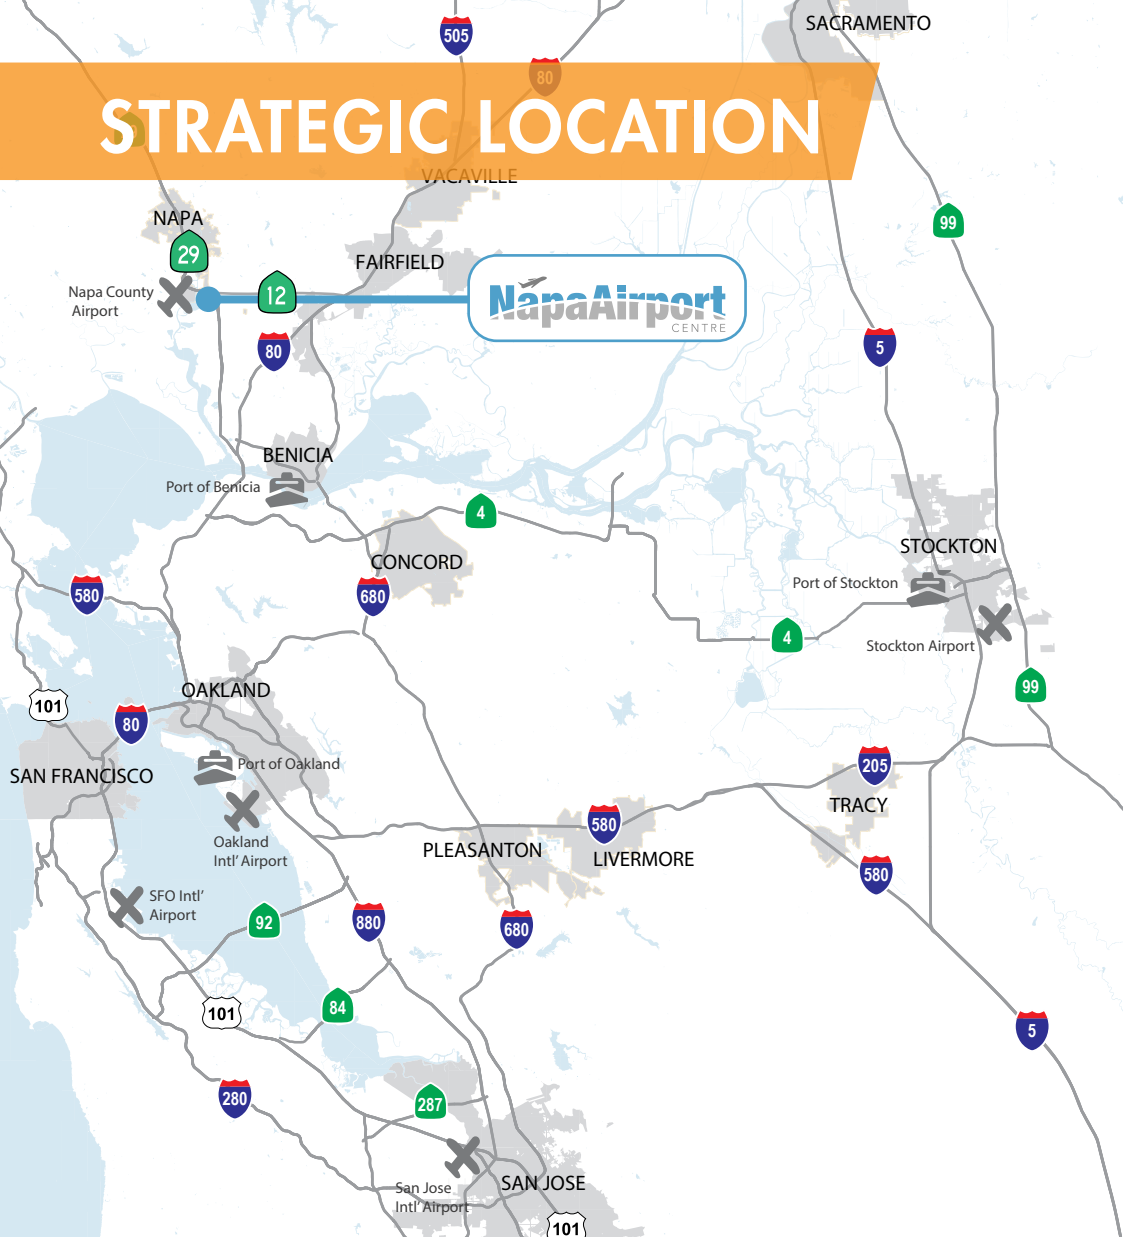 SACRAMENTO
505
80
STRATEGIC LOCATION
VACAVILLE
NAPA
99
29
FAIRFIELD
Napa County
Airport
12
NapaAirport
CENTRE
80
5
BENICIA
Port of Benicia
4
STOCKTON
CONCORD
Port of Stockton
580
680
4
Stockton Airport
OAKLAND
99
101
80
Port of Oakland
205
SAN FRANCISCO
TRACY
580
Oakland
Intl’ Airport
PLEASANTON
LIVERMORE
580
SFO Intl’
Airport
92
880
680
84
101
5
280
287
San Jose
Intl’ Airport
SAN JOSE
101